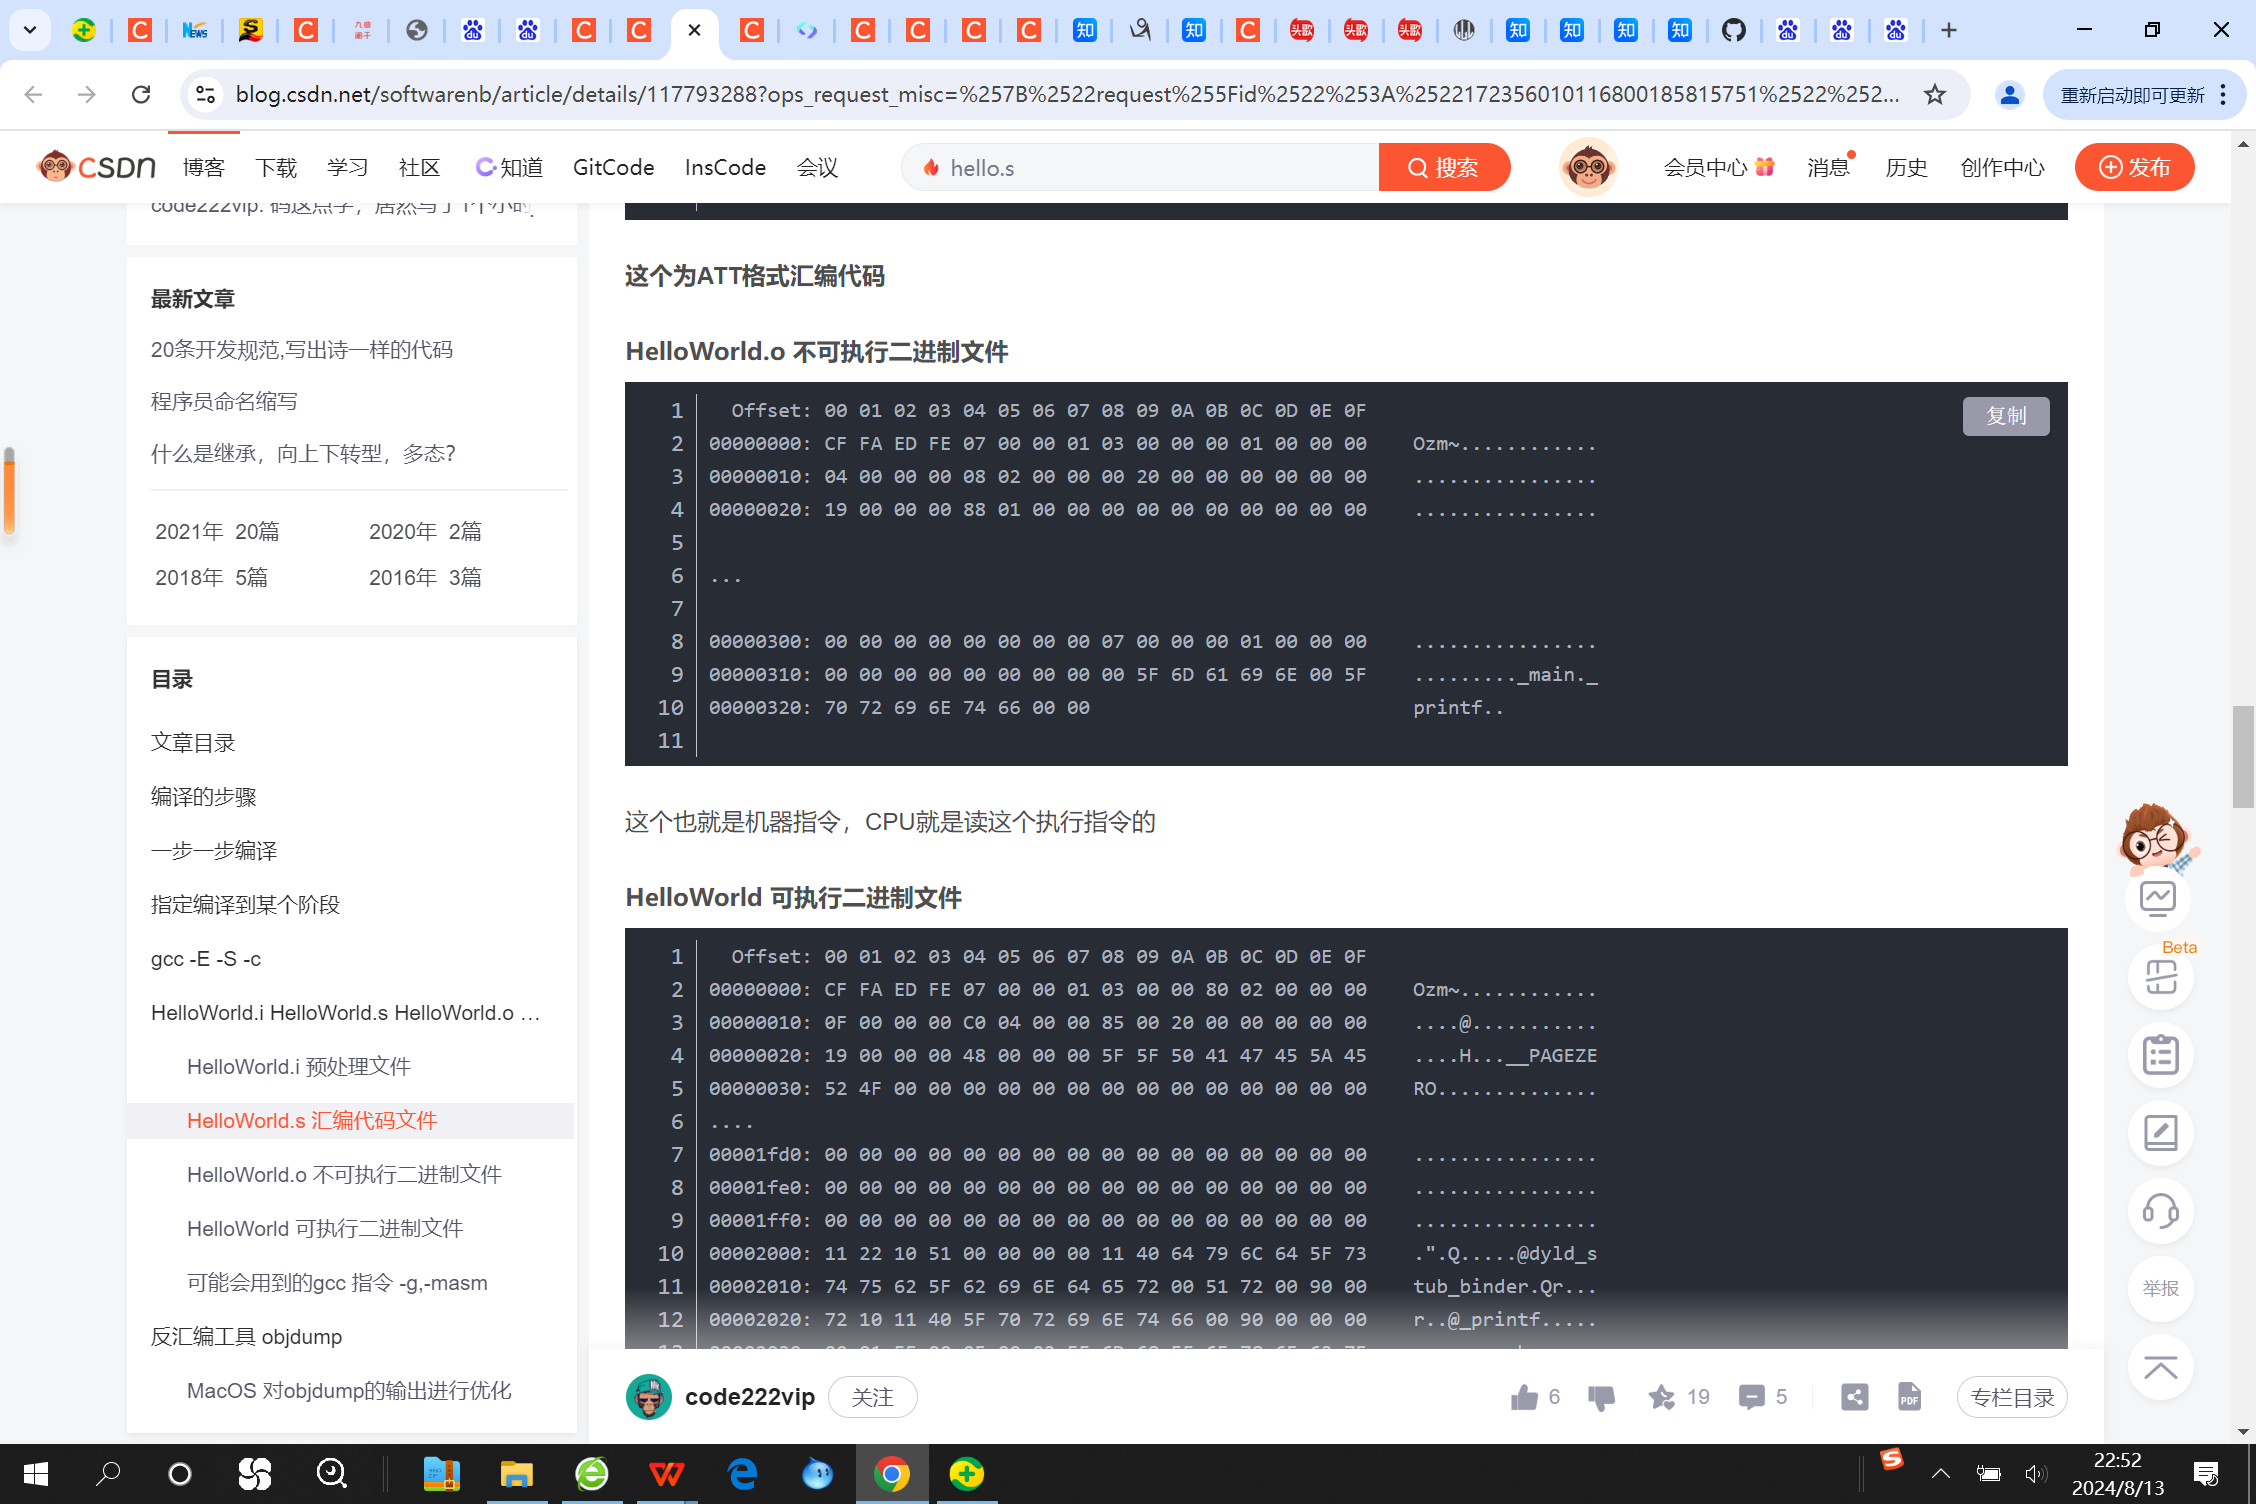 blog.csdn.net/softwarenb/article/details/117793288?ops_request_misc=%257B%2522request%255Fid%2522%253A%2522172356010116800185815751%2522%252...
重新启动即可更新
CSDN 博客 下载 学习 社区 知道 GitCode InsCode 会议 hello.s 搜索 会员中心 消息 历史 创作中心 发布
code222vip: 码这点字，居然写了1个小时
最新文章
20条开发规范,写出诗一样的代码
程序员命名缩写
什么是继承，向上下转型，多态？
2021年 20篇 2020年 2篇
2018年 5篇 2016年 3篇
目录
文章目录
编译的步骤
一步一步编译
指定编译到某个阶段
gcc -E -S -c
HelloWorld.i HelloWorld.s HelloWorld.o ...
HelloWorld.i 预处理文件
HelloWorld.s 汇编代码文件
HelloWorld.o 不可执行二进制文件
HelloWorld 可执行二进制文件
可能会用到的gcc 指令 -g,-masm
反汇编工具 objdump
MacOS 对objdump的输出进行优化
这个为ATT格式汇编代码
HelloWorld.o 不可执行二进制文件
复制
1 Offset: 00 01 02 03 04 05 06 07 08 09 0A 0B 0C 0D 0E 0F
2 00000000: CF FA ED FE 07 00 00 01 03 00 00 00 01 00 00 00 Ozm~............
3 00000010: 04 00 00 00 08 02 00 00 00 20 00 00 00 00 00 00 ................
4 00000020: 19 00 00 00 88 01 00 00 00 00 00 00 00 00 00 00 ................
5
6 ...
7
8 00000300: 00 00 00 00 00 00 00 00 07 00 00 00 01 00 00 00 ................
9 00000310: 00 00 00 00 00 00 00 00 00 5F 6D 61 69 6E 00 5F ........._main._
10 00000320: 70 72 69 6E 74 66 00 00 printf..
11
这个也就是机器指令，CPU就是读这个执行指令的
HelloWorld 可执行二进制文件
1 Offset: 00 01 02 03 04 05 06 07 08 09 0A 0B 0C 0D 0E 0F
2 00000000: CF FA ED FE 07 00 00 01 03 00 00 80 02 00 00 00 Ozm~............
3 00000010: 0F 00 00 00 C0 04 00 00 85 00 20 00 00 00 00 00 ....@...........
4 00000020: 19 00 00 00 48 00 00 00 5F 5F 50 41 47 45 5A 45 ....H...__PAGEZE
5 00000030: 52 4F 00 00 00 00 00 00 00 00 00 00 00 00 00 00 RO..............
6 ....
7 00001fd0: 00 00 00 00 00 00 00 00 00 00 00 00 00 00 00 00 ................
8 00001fe0: 00 00 00 00 00 00 00 00 00 00 00 00 00 00 00 00 ................
9 00001ff0: 00 00 00 00 00 00 00 00 00 00 00 00 00 00 00 00 ................
10 00002000: 11 22 10 51 00 00 00 00 11 40 64 79 6C 64 5F 73 .".Q.....@dyld_s
11 00002010: 74 75 62 5F 62 69 6E 64 65 72 00 51 72 00 90 00 tub_binder.Qr...
12 00002020: 72 10 11 40 5F 70 72 69 6E 74 66 00 90 00 00 00 r..@_printf.....
code222vip 关注 6 19 5 PDF 专栏目录
Beta
举报
22:52
2024/8/13